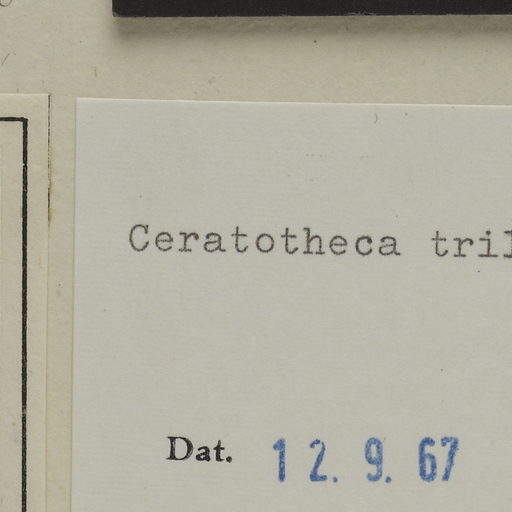 Ceratotheca tril
Dat. 12. 9. 67